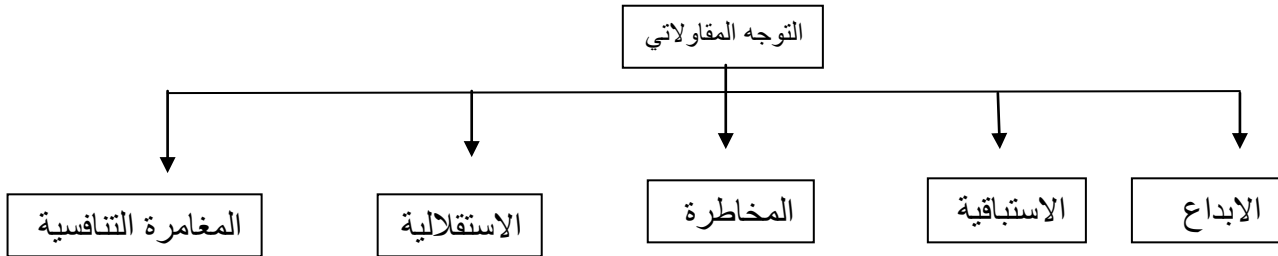 التوجه المقاولاتي
الابداع
الاستباقية
المخاطرة
الاستقلالية
المغامرة التنافسية